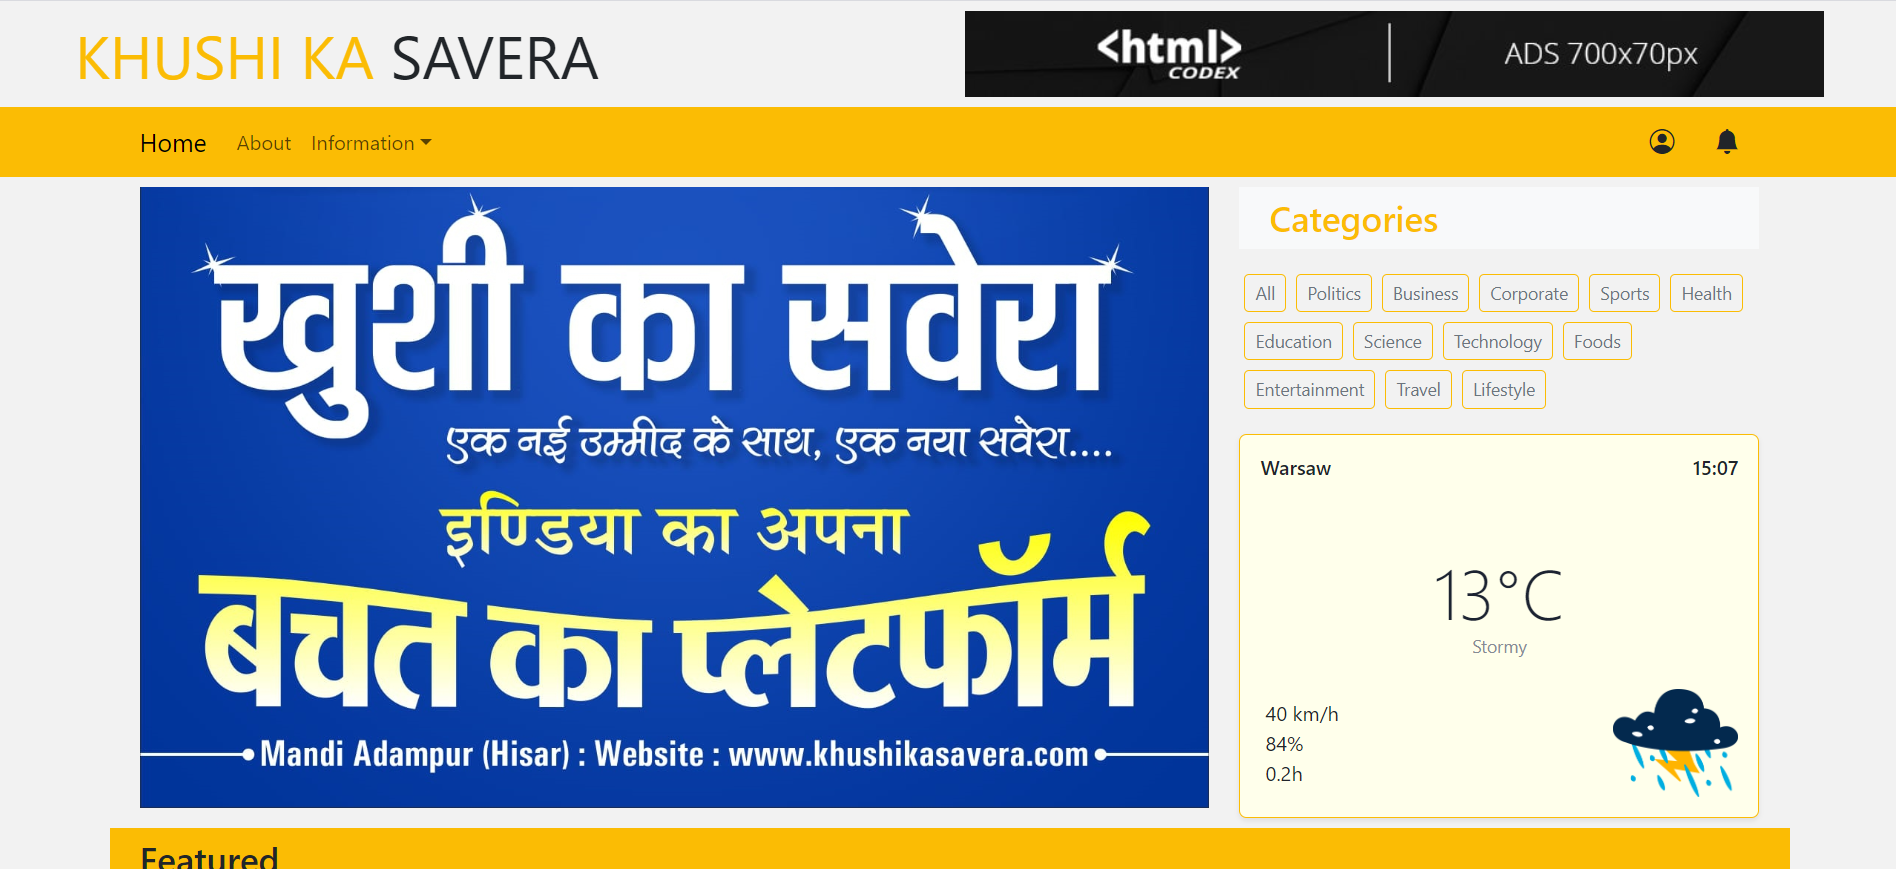 KHUSHI KA SAVERA
<html>
CODEX
ADS 700x70px
Home About Information
खुशी का सवेरा
एक नई उम्मीद के साथ, एक नया सवेरा....
इण्डिया का अपना
बचत का प्लेटफॉर्म
Mandi Adampur (Hisar) : Website : www.khushikasavera.com
Categories
All Politics Business Corporate Sports Health
Education Science Technology Foods
Entertainment Travel Lifestyle
Warsaw 15:07
13°C
Stormy
40 km/h
84%
0.2h
Featured